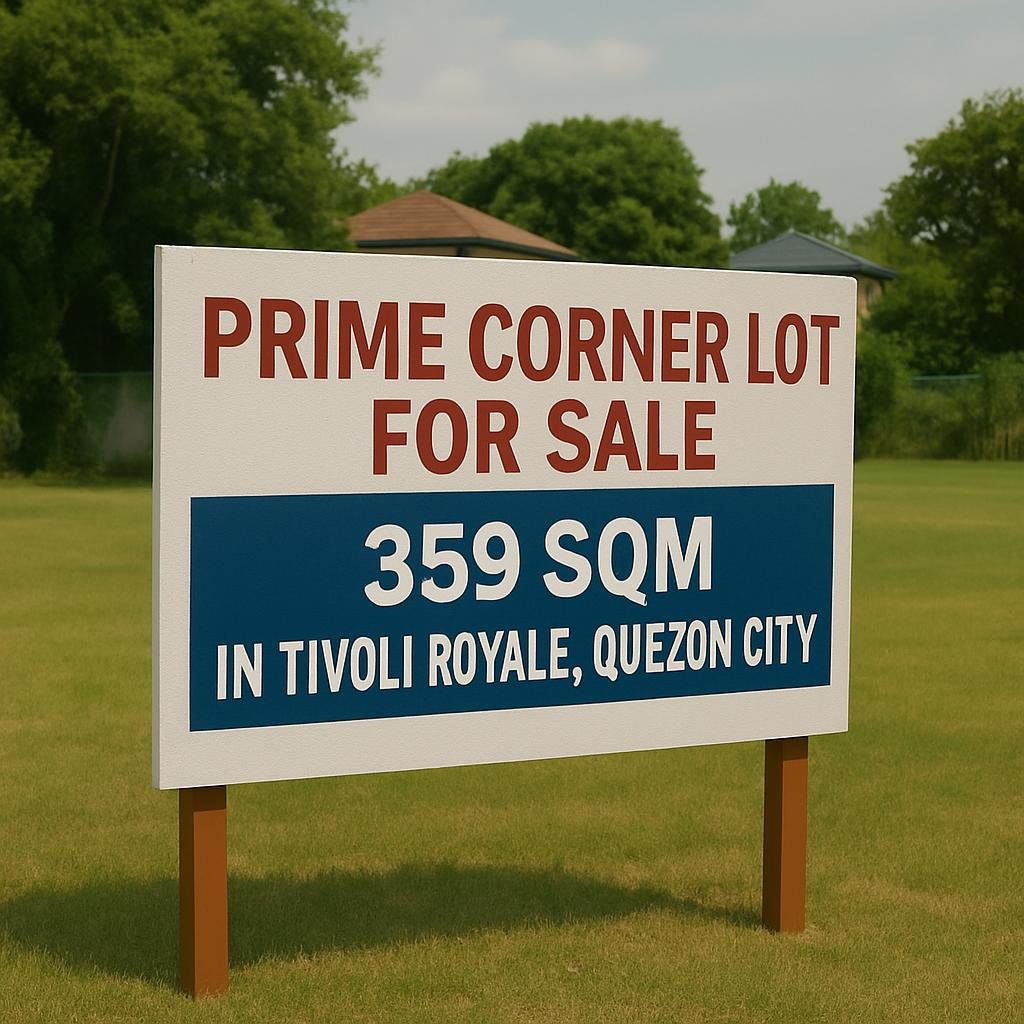 PRIME CORNER LOT
FOR SALE
359 SQM
IN TIVOLI ROYALE, QUEZON CITY